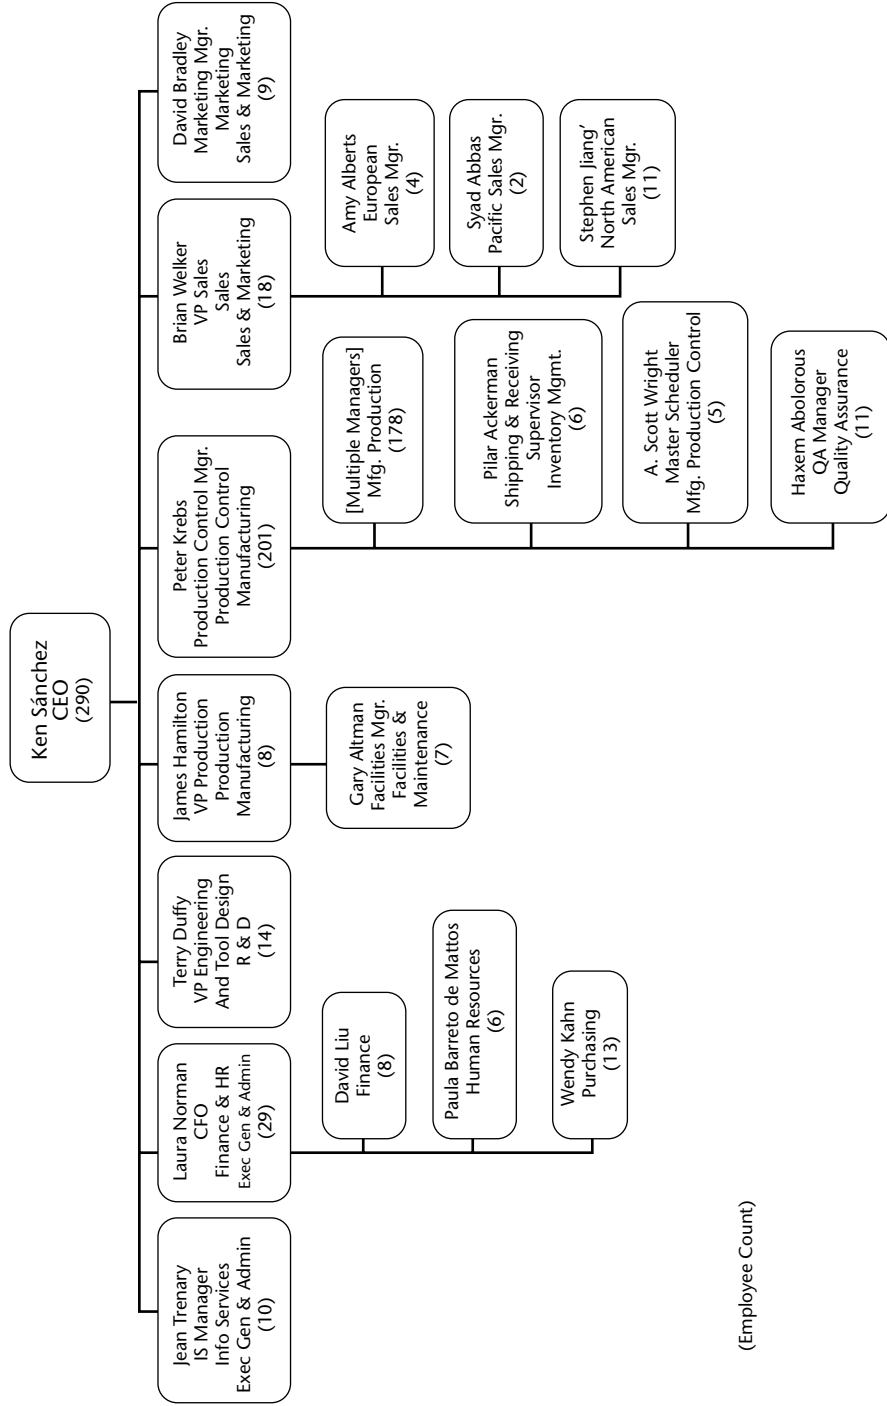 Ken Sánchez
CEO
(290)
Jean Trenary
IS Manager
Info Services
Exec Gen & Admin
(10)
Laura Norman
CFO
Finance & HR
Exec Gen & Admin
(29)
David Liu
Finance
(8)
Paula Barreto de Mattos
Human Resources
(6)
Wendy Kahn
Purchasing
(13)
Terry Duffy
VP Engineering
And Tool Design
R & D
(14)
James Hamilton
VP Production
Production
Manufacturing
(8)
Gary Altman
Facilities Mgr.
Facilities &
Maintenance
(7)
Peter Krebs
Production Control Mgr.
Production Control
Manufacturing
(201)
[Multiple Managers]
Mfg. Production
(178)
Pilar Ackerman
Shipping & Receiving
Supervisor
Inventory Mgmt.
(6)
A. Scott Wright
Master Scheduler
Mfg. Production Control
(5)
Haxem Abolorous
QA Manager
Quality Assurance
(11)
Brian Welker
VP Sales
Sales
Sales & Marketing
(18)
Amy Alberts
European
Sales Mgr.
(4)
Syad Abbas
Pacific Sales Mgr.
(2)
Stephen Jiang’
North American
Sales Mgr.
(11)
David Bradley
Marketing Mgr.
Marketing
Sales & Marketing
(9)
(Employee Count)